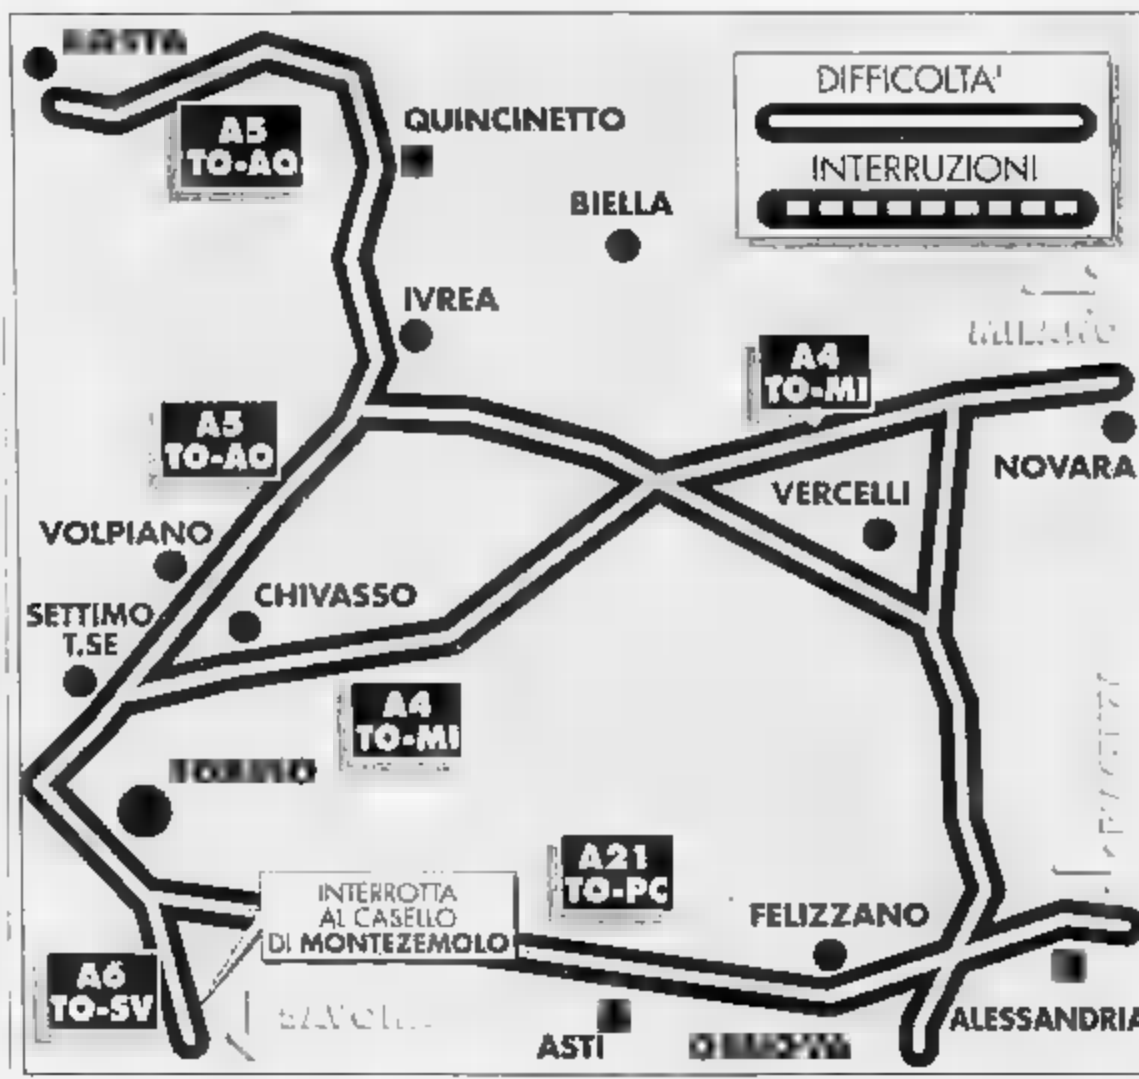 DIFFICOLTA'
A5
TO-AO
QUINCINETTO
INTERRUZIONI
BIELLA
IVREA
A4
TO-MI
A5
TO-AO
NOVARA
VERCELLI
VOLPIANO
CHIVASSO
SETTIMO
T.SE
A4
TO-MI
A21
TO-PC
INTERROTTA
AL CASELLO
DI MONTEZEMOLO
FELIZZANO
A6
TO-SV
ALESSANDRIA
ASTI